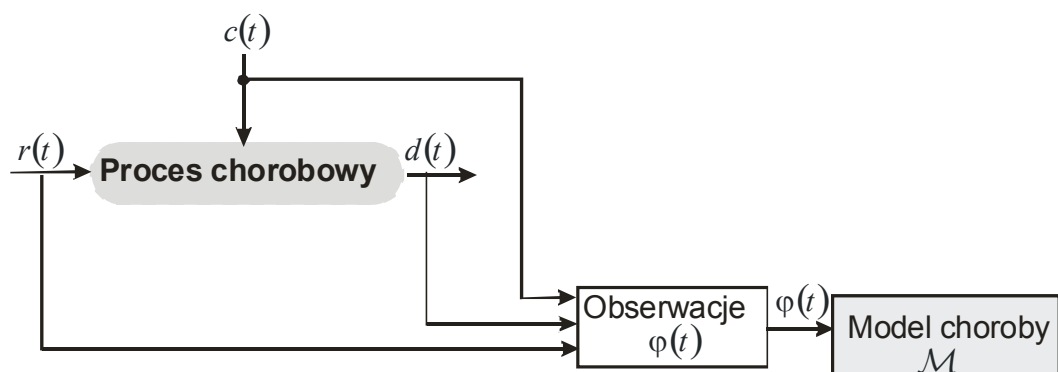 c(t)
r(t)
Proces chorobowy
d(t)
Obserwacje
φ(t)
φ(t)
Model choroby
ℳ